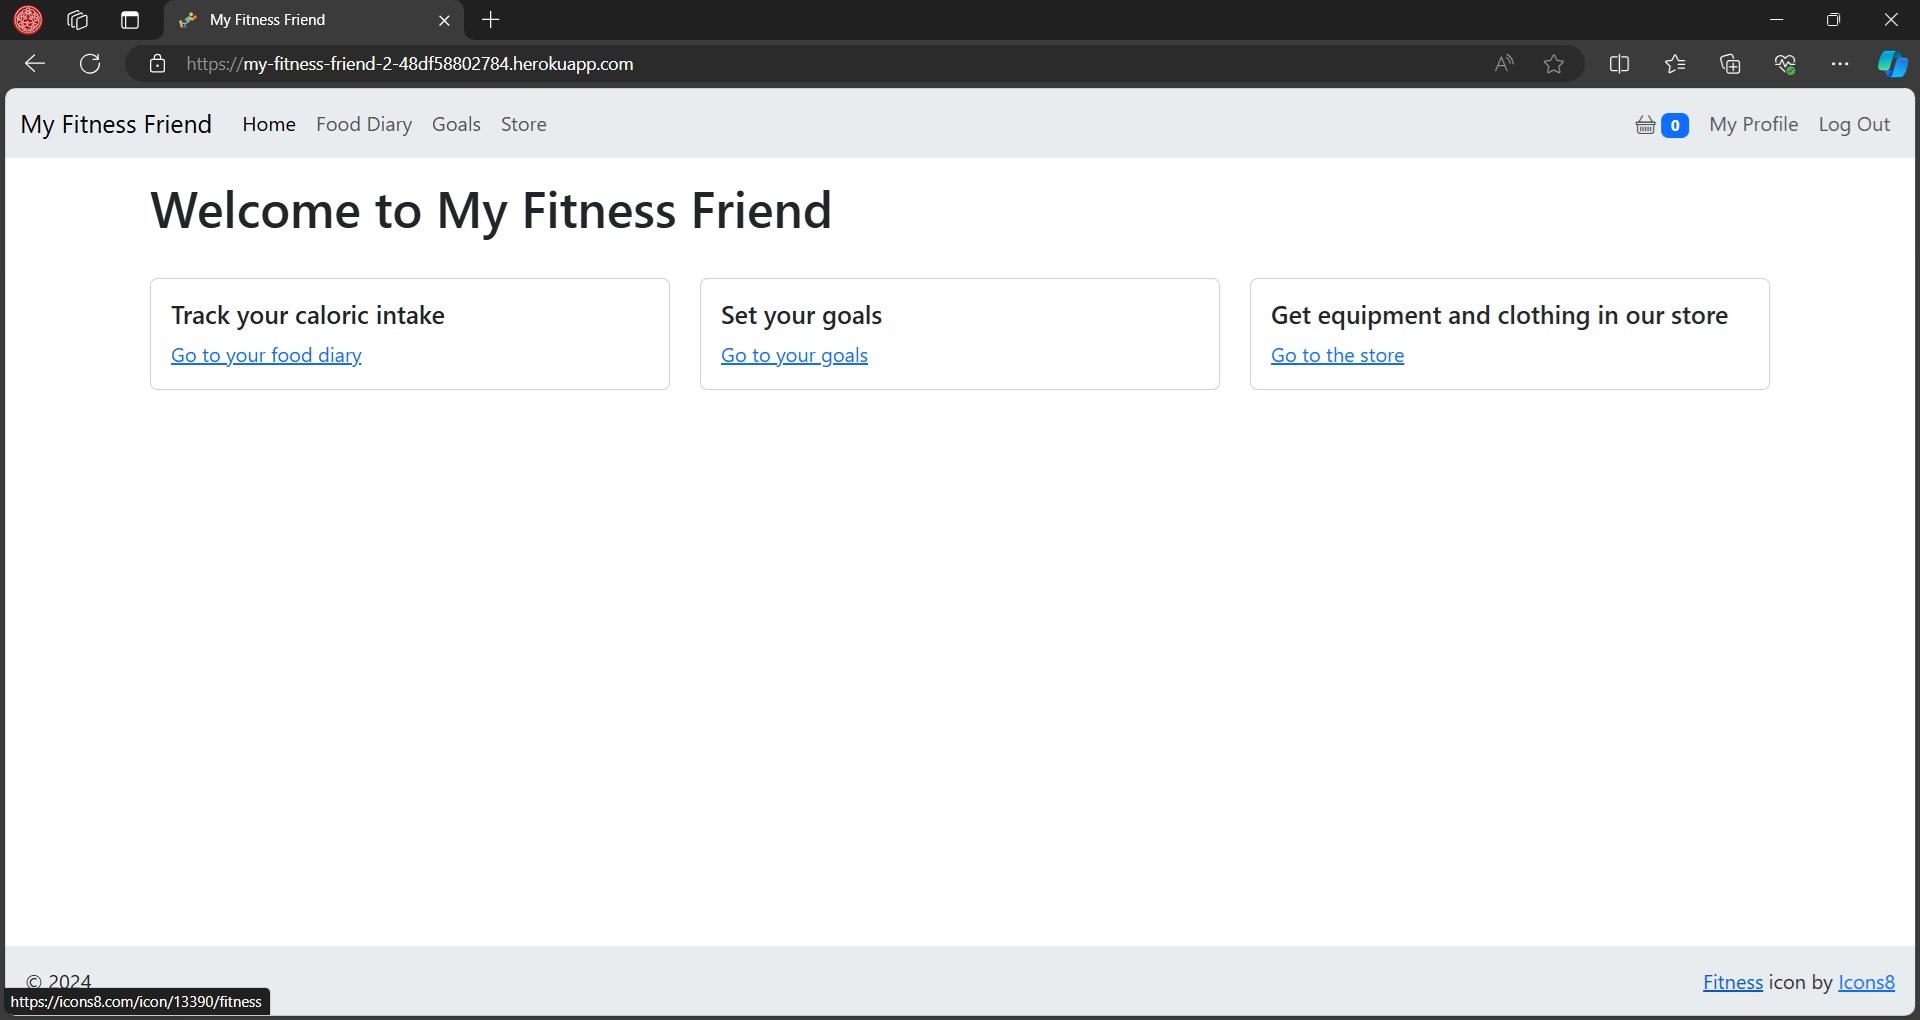 My Fitness Friend
https://my-fitness-friend-2-48df58802784.herokuapp.com
My Fitness Friend Home Food Diary Goals Store 0 My Profile Log Out
Welcome to My Fitness Friend
Track your caloric intake
Go to your food diary
Set your goals
Go to your goals
Get equipment and clothing in our store
Go to the store
© 2024
Fitness icon by Icons8
https://icons8.com/icon/13390/fitness